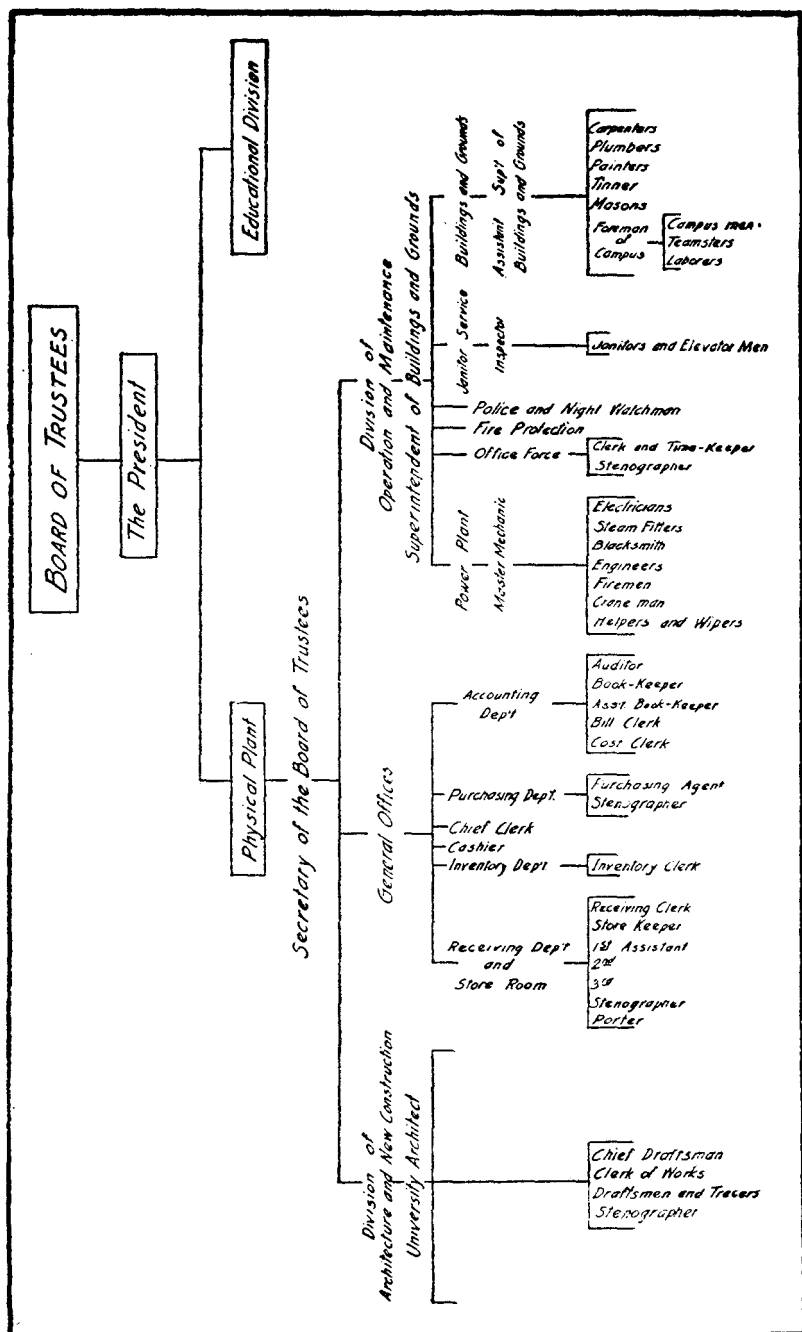 BOARD OF TRUSTEES
The President
Physical Plant
Educational Division
Secretary of the Board of Trustees
Division of
Architecture and New Construction
University Architect
General Offices
Division of
Operation and Maintenance
Superintendent of Buildings and Grounds
Chief Draftsman
Clerk of Works
Draftsmen and Tracers
Stenographer
Receiving Dep't
and
Store Room
Receiving Clerk
Store Keeper
1st Assistant
2nd
3rd
Stenographer
Porter
Inventory Dep't
Inventory Clerk
Cashier
Chief Clerk
Purchasing Dep't.
Purchasing Agent
Stenographer
Accounting
Dep't
Auditor
Book-Keeper
Ass't. Book-Keeper
Bill Clerk
Cost Clerk
Power Plant
Master Mechanic
Electricians
Steam Fitters
Blacksmith
Engineers
Firemen
Crane man
Helpers and Wipers
Office Force
Clerk and Time-Keeper
Stenographer
Fire Protection
Police and Night Watchman
Janitor Service
Inspector
Janitors and Elevator Men
Buildings and Grounds
Assistant Sup't of
Buildings and Grounds
Carpenters
Plumbers
Painters
Tinner
Masons
Foreman
of
Campus
Campus men.
Teamsters
Laborers